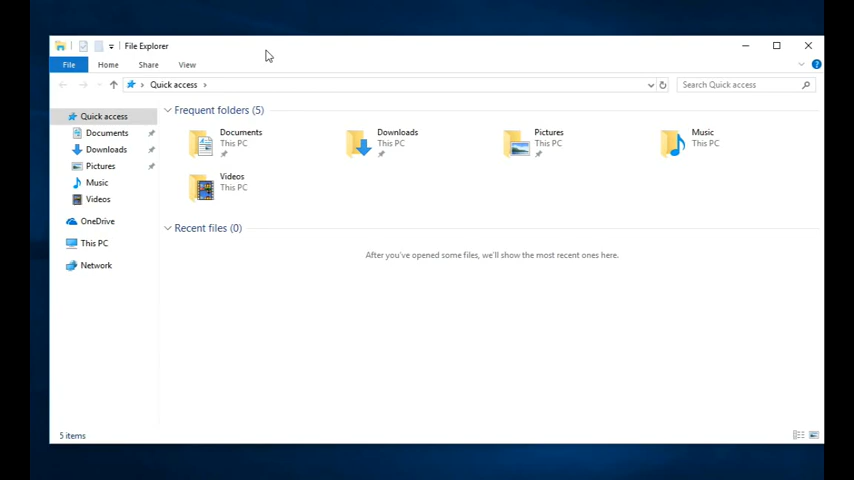 File Explorer
File Home Share View
Quick access
Search Quick access
Quick access
Documents
Downloads
Pictures
Music
Videos
OneDrive
This PC
Network
Frequent folders (5)
Documents
This PC
Downloads
This PC
Pictures
This PC
Music
This PC
Videos
This PC
Recent files (0)
After you've opened some files, we'll show the most recent ones here.
5 items